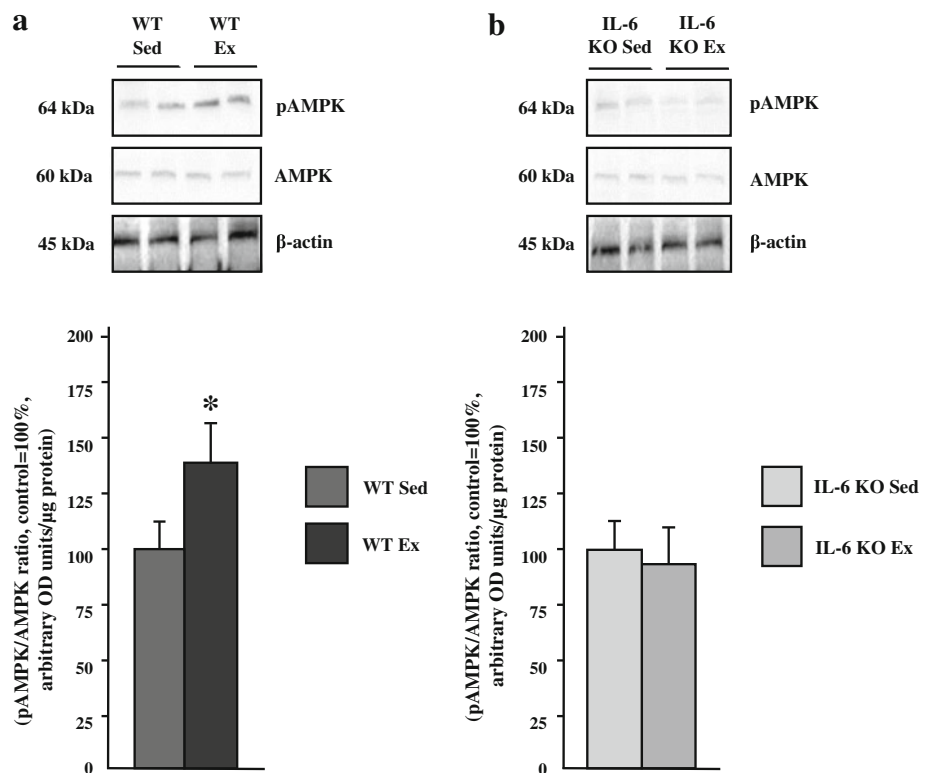 a
WT
Sed
WT
Ex
64 kDa
pAMPK
60 kDa
AMPK
45 kDa
β-actin
(pAMPK/AMPK ratio, control=100%,
arbitrary OD units/µg protein)
200
175
150
125
100
75
50
25
0
*
WT Sed
WT Ex
b
IL-6
KO Sed
IL-6
KO Ex
64 kDa
pAMPK
60 kDa
AMPK
45 kDa
β-actin
(pAMPK/AMPK ratio, control=100%,
arbitrary OD units/µg protein)
200
175
150
125
100
75
50
25
0
IL-6 KO Sed
IL-6 KO Ex